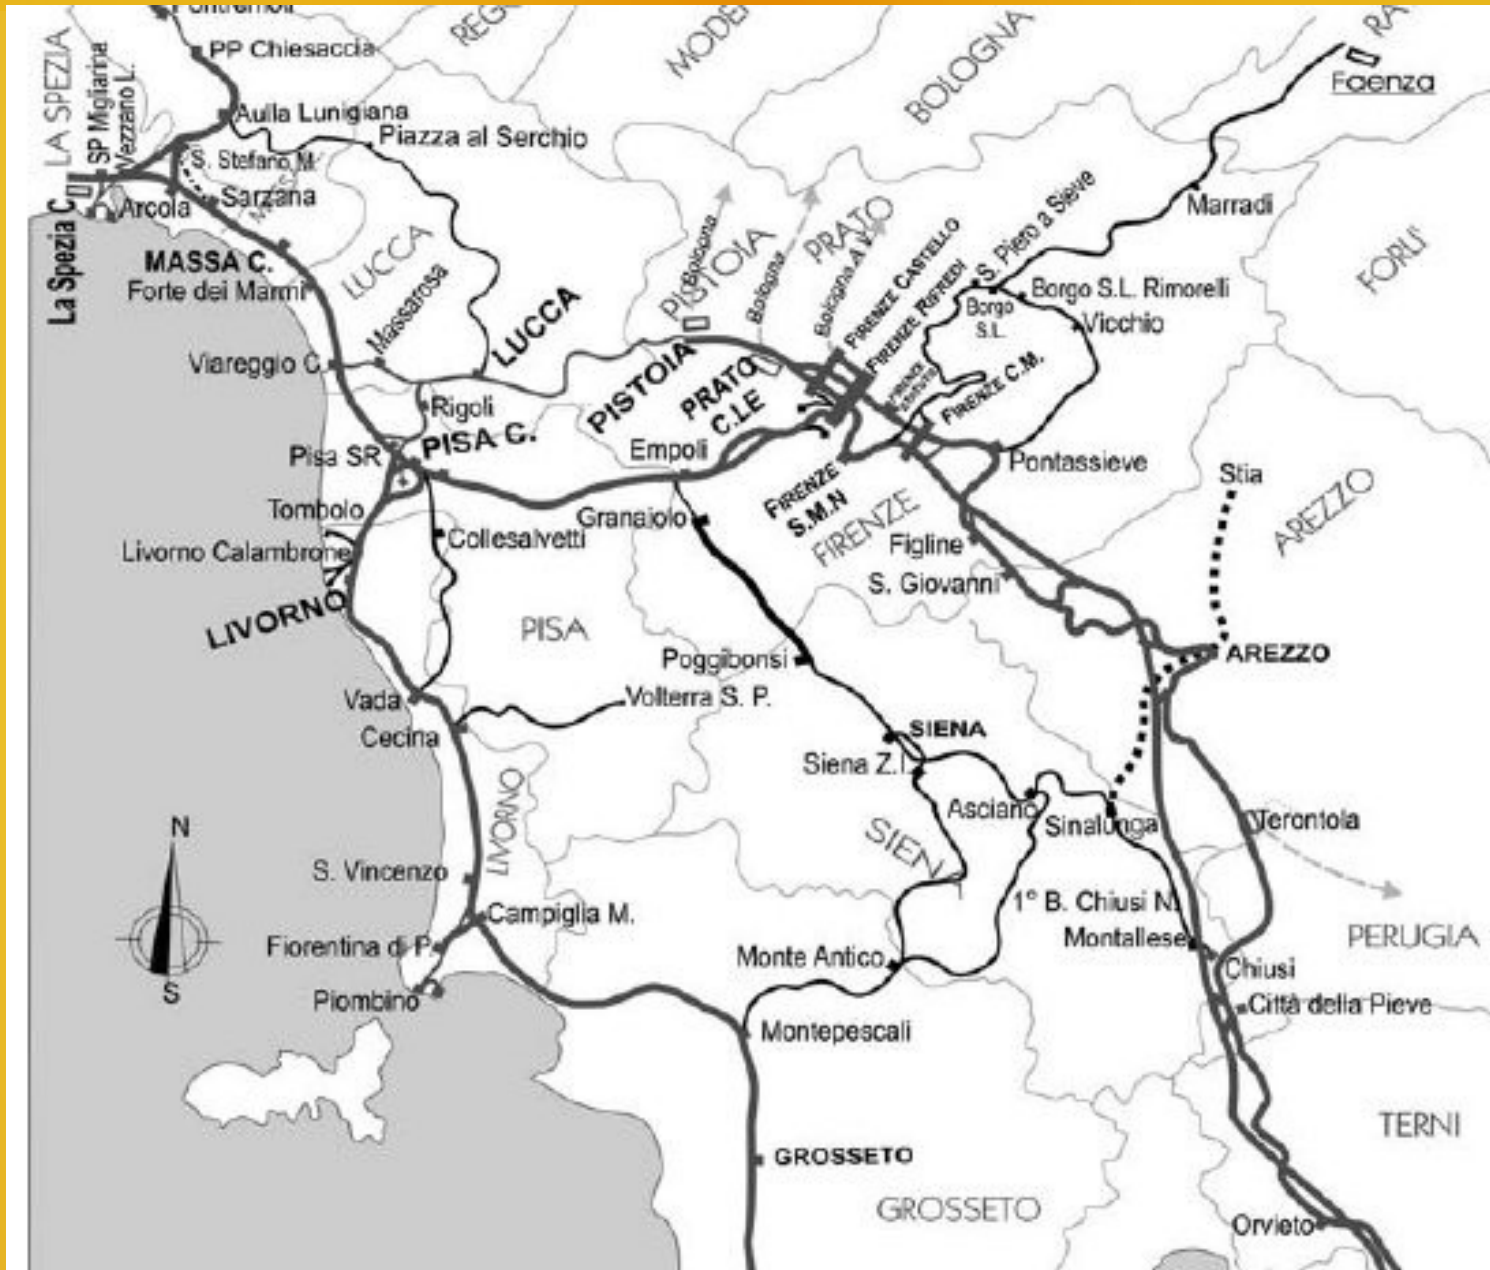 Pontremoli
PP Chiesaccia
LA SPEZIA
SP Migliarina
Vezzano L.
REG
MODE
BOLOGNA
RA
Faenza
Aulla Lunigiana
Piazza al Serchio
S. Stefano M.
Sarzana
Arcola
La Spezia C.
MASSA C.
Forte dei Marmi
LUCCA
Massarosa
LUCCA
Viareggio C.
Rigoli
PISTOIA
Bologna
Bologna
PRATO
Bologna A.V.
FIRENZE CASTELLO
FIRENZE RIFREDI
S. Piero a Sieve
Borgo
S.L.
Borgo S.L. Rimorelli
Vicchio
Marradi
FORLI'
PISTOIA
PRATO
C.LE
FIRENZE C.M.
Pisa SR
PISA C.
Empoli
Pontassieve
Stia
Tombolo
Granaiolo
FIRENZE
S.M.N
FIRENZE
AREZZO
Collesalvetti
Livorno Calambrone
Figline
S. Giovanni
LIVORNO
PISA
Poggibonsi
AREZZO
Vada
Volterra S. P.
Cecina
SIENA
Siena Z.I.
LIVORNO
Asciano
Sinalunga
Terontola
N
S
SIEN
S. Vincenzo
Campiglia M.
1° B. Chiusi N.
Montallese
PERUGIA
Fiorentina di P.
Monte Antico
Chiusi
Piombino
Città della Pieve
Montepescali
TERNI
GROSSETO
GROSSETO
Orvieto